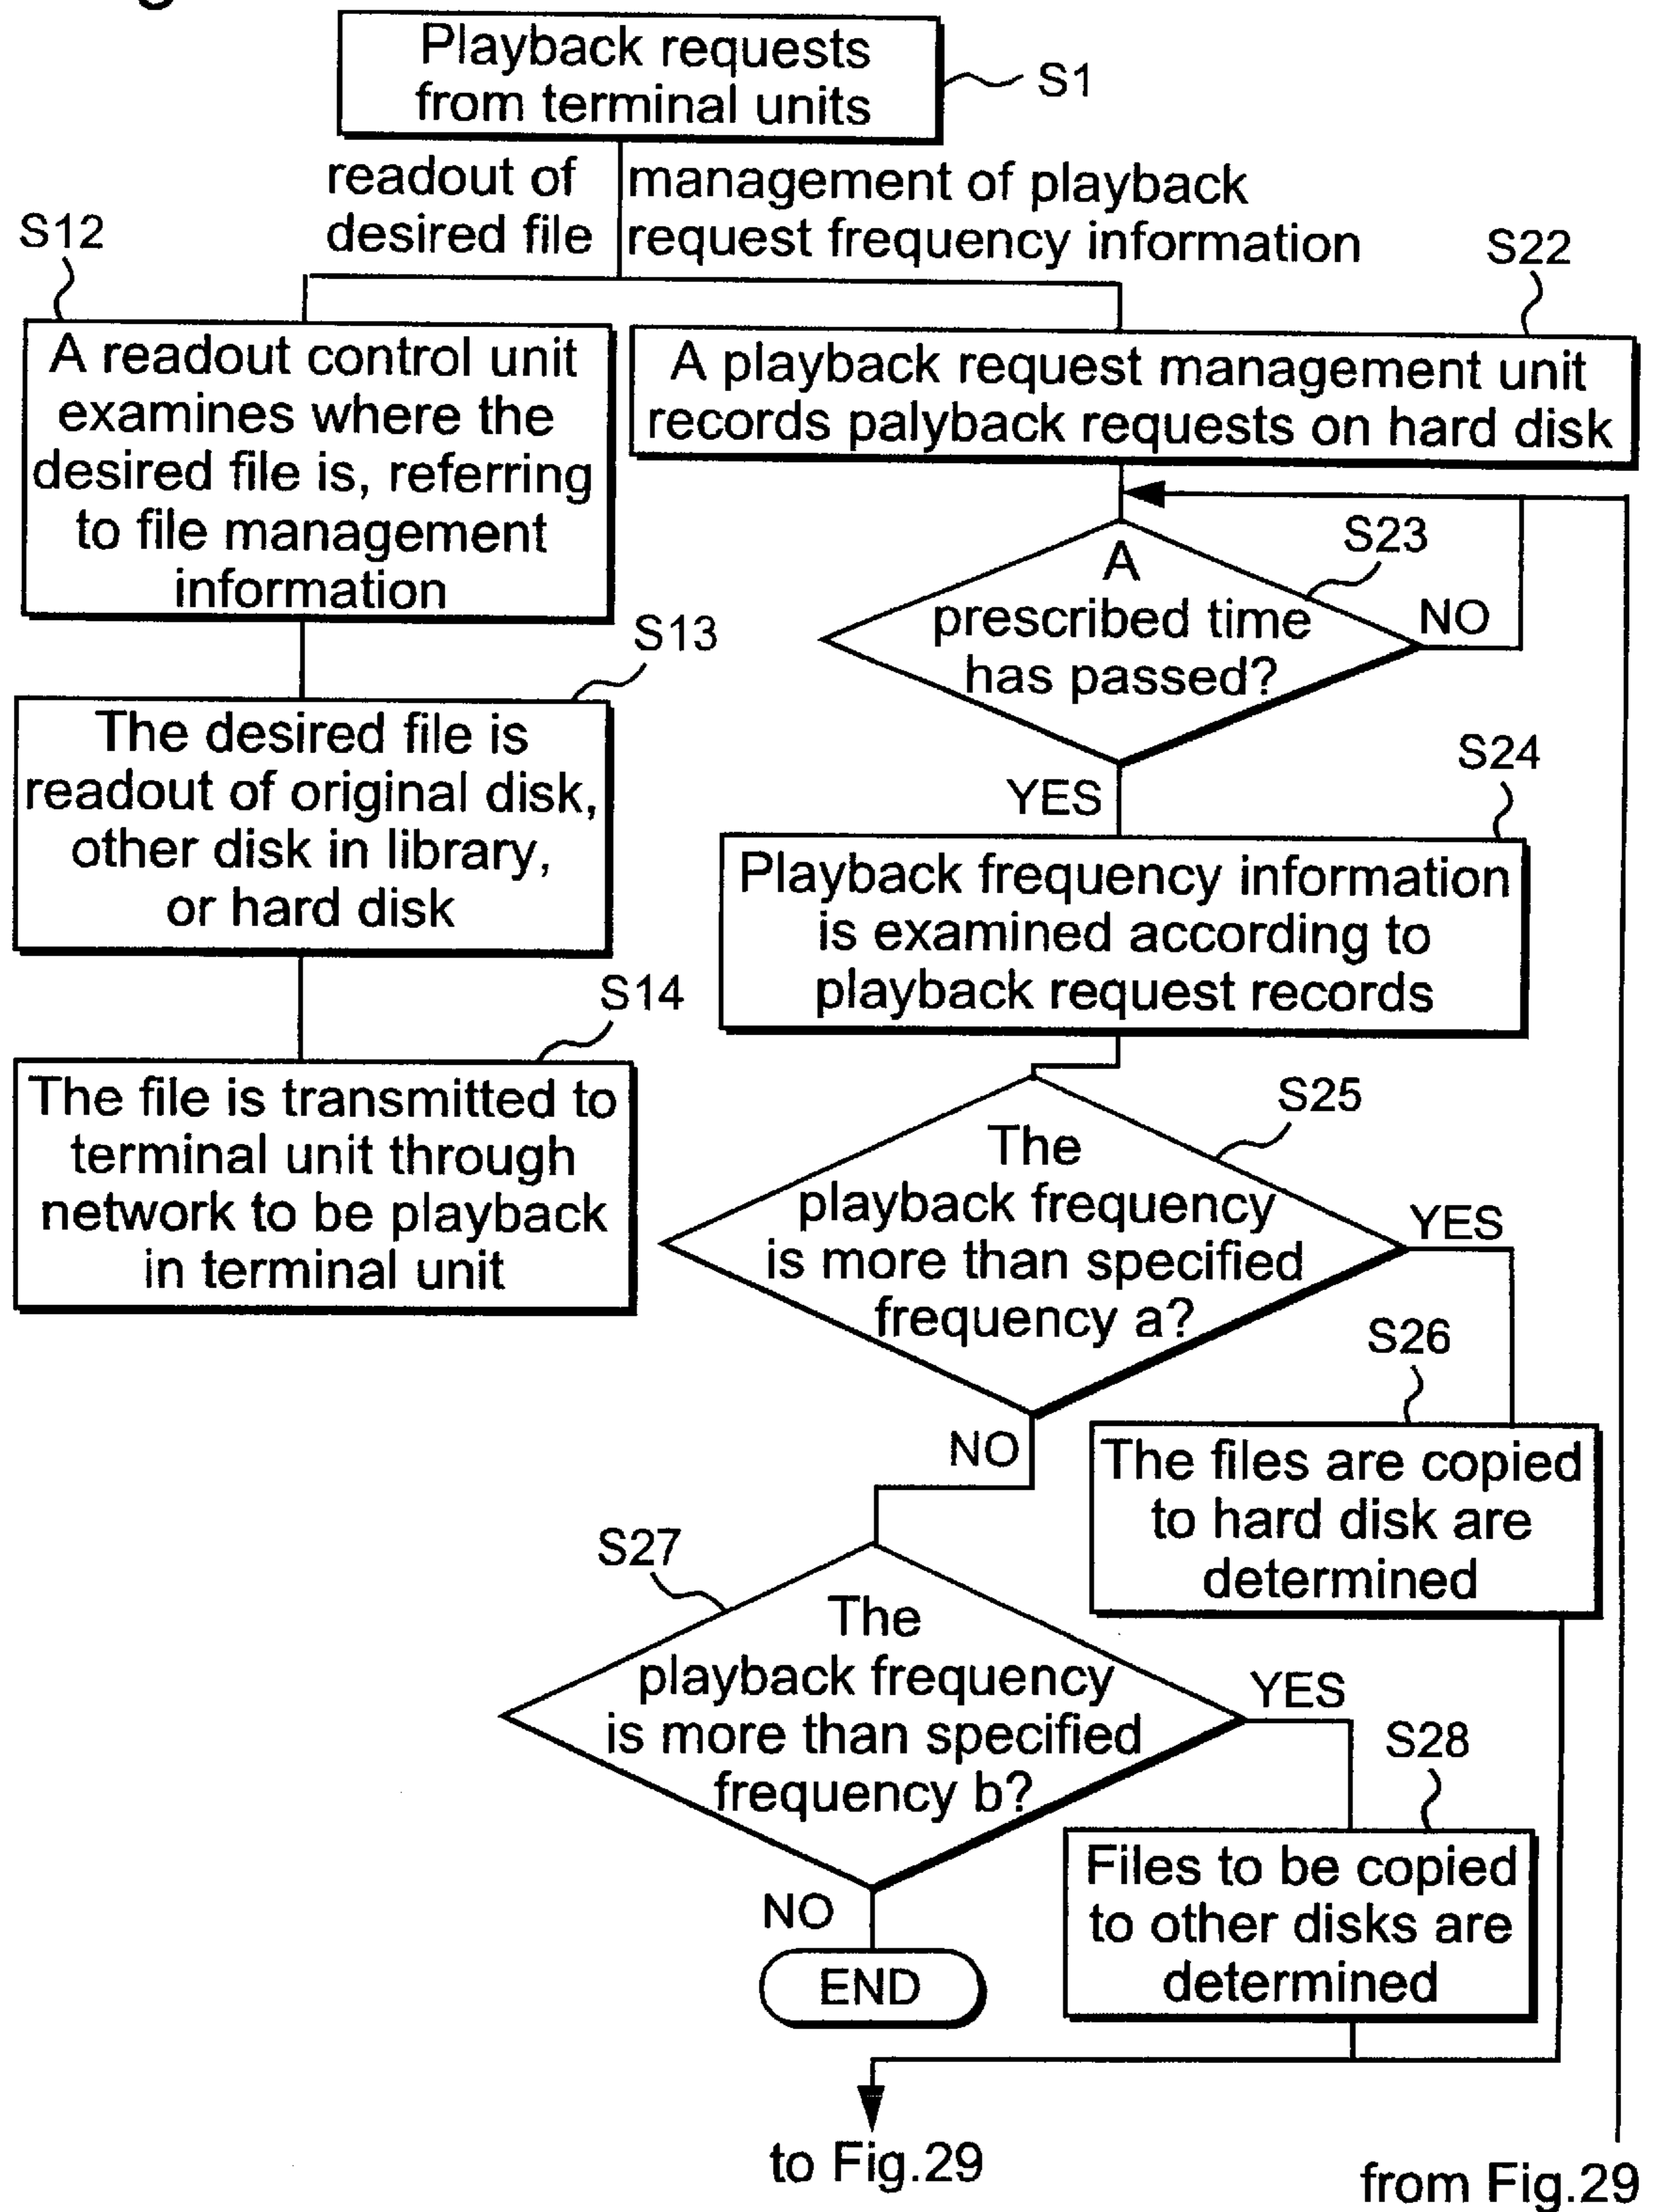 Playback requests
from terminal units
S1
readout of
desired file
management of playback
request frequency information
S12
A readout control unit
examines where the
desired file is, referring
to file management
information
S13
The desired file is
readout of original disk,
other disk in library,
or hard disk
S14
The file is transmitted to
terminal unit through
network to be playback
in terminal unit
S22
A playback request management unit
records palyback requests on hard disk
S23
A
prescribed time
has passed?
NO
YES
S24
Playback frequency information
is examined according to
playback request records
S25
The
playback frequency
is more than specified
frequency a?
YES
NO
S26
The files are copied
to hard disk are
determined
S27
The
playback frequency
is more than specified
frequency b?
YES
NO
S28
Files to be copied
to other disks are
determined
END
to Fig.29
from Fig.29